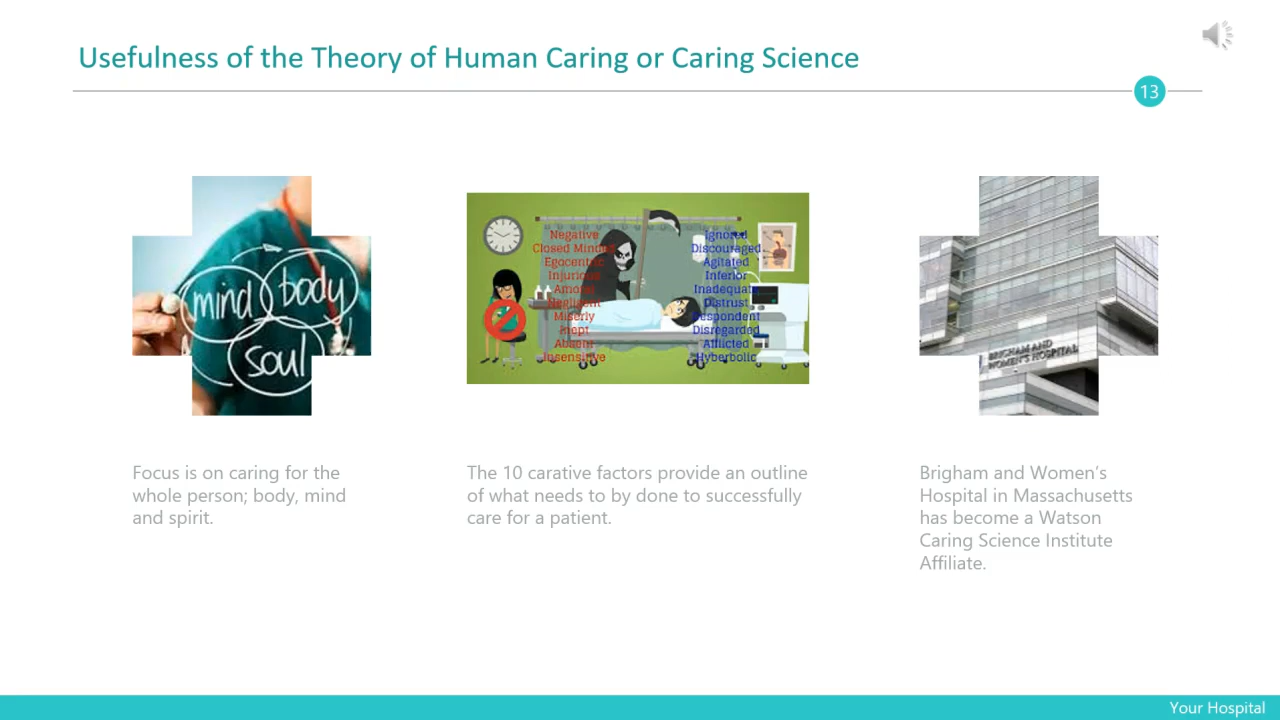 Usefulness of the Theory of Human Caring or Caring Science
13
mind
body
soul
Negative
Closed Minded
Egocentric
Injurious
Amoral
Negligent
Miserly
Inept
Absent
Insensitive
Ignored
Discouraged
Agitated
Inferior
Inadequate
Distrust
Despondent
Disregarded
Afflicted
Hyberbolic
BRIGHAM AND
WOMEN'S HOSPITAL
Focus is on caring for the
whole person; body, mind
and spirit.
The 10 carative factors provide an outline
of what needs to by done to successfully
care for a patient.
Brigham and Women's
Hospital in Massachusetts
has become a Watson
Caring Science Institute
Affiliate.
Your Hospital